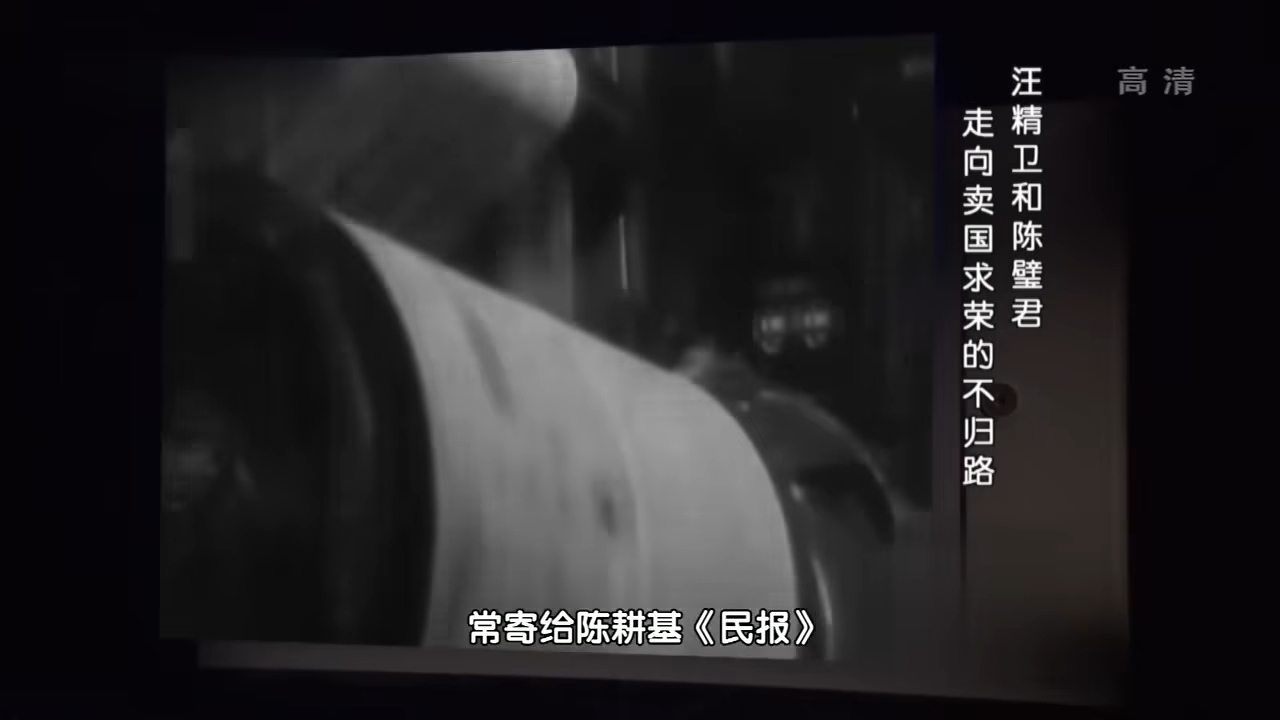 高清
汪精卫和陈璧君
走向卖国求荣的不归路
常寄给陈耕基《民报》